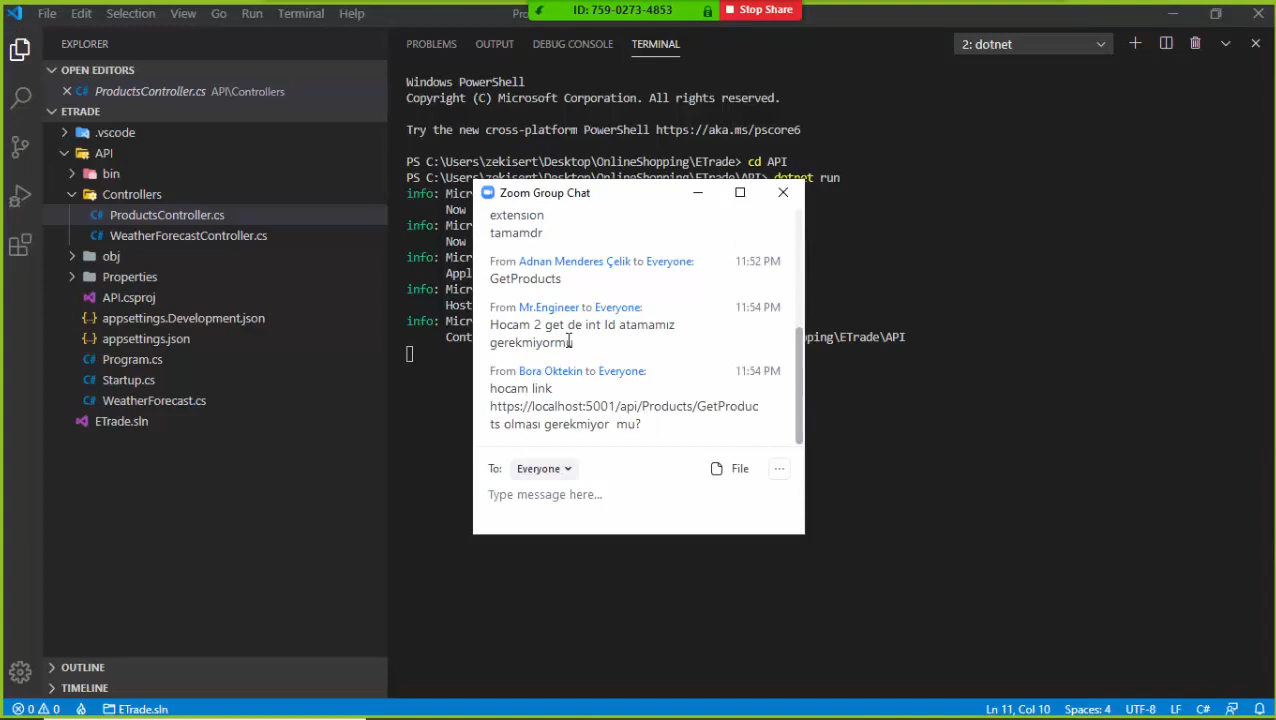 File Edit Selection View Go Run Terminal Help
ID: 759-0273-4853
Stop Share
EXPLORER
OPEN EDITORS
ProductsController.cs API\Controllers
ETRADE
.vscode
API
bin
Controllers
ProductsController.cs
WeatherForecastController.cs
obj
Properties
API.csproj
appsettings.Development.json
appsettings.json
Program.cs
Startup.cs
WeatherForecast.cs
ETrade.sln
OUTLINE
TIMELINE
PROBLEMS OUTPUT DEBUG CONSOLE TERMINAL
2: dotnet
Windows PowerShell
Copyright (C) Microsoft Corporation. All rights reserved.
Try the new cross-platform PowerShell https://aka.ms/pscore6
PS C:\Users\zekisert\Desktop\OnlineShopping\ETrade> cd API
PS C:\Users\zekisert\Desktop\OnlineShopping\ETrade\API> dotnet run
info: Micr
Now
info: Micr
Now
info: Mic
Appl
info: Mic
Host
info: Mic
Cont
ping\ETrade\API
Zoom Group Chat
extension
tamamdr
From Adnan Menderes Çelik to Everyone: 11:52 PM
GetProducts
From Mr.Engineer to Everyone: 11:54 PM
Hocam 2 get de int Id atamamız
gerekmiyormu
From Bora Oktekin to Everyone: 11:54 PM
hocam link
https://localhost:5001/api/Products/GetProduc
ts olması gerekmiyor mu?
To: Everyone
File
Type message here...
0 0
ETrade.sln
Ln 11, Col 10 Spaces: 4 UTF-8 LF C#